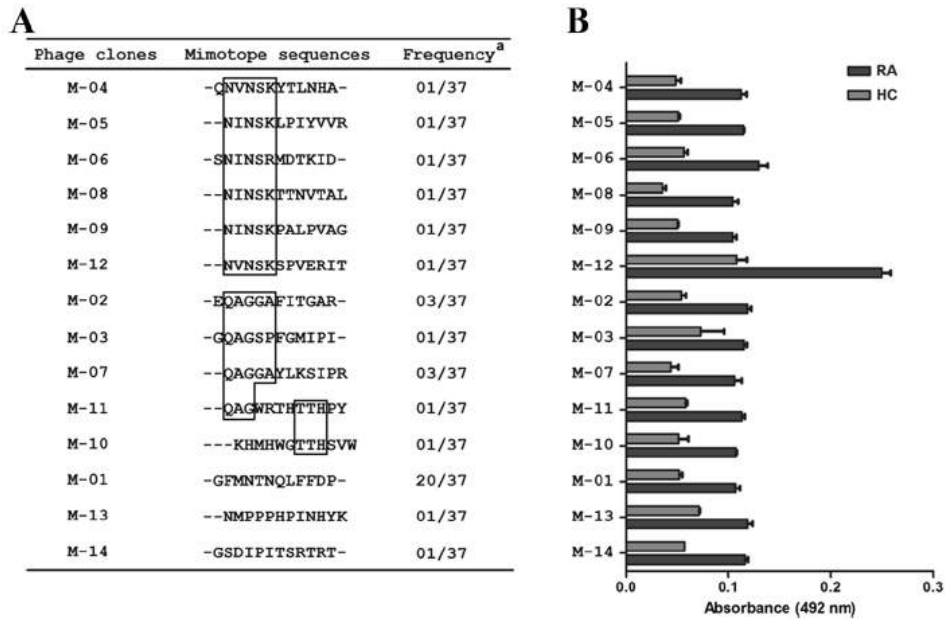 A
Phage clones Mimotope sequences Frequency a
M-04 -QNVNSKYTLNHA- 01/37
M-05 --NINSKLPIYVVR 01/37
M-06 -SNINSRMDTKID- 01/37
M-08 --NINSKTTNVTAL 01/37
M-09 --NINSKPALPVAG 01/37
M-12 --NVNSKSPVERIT 01/37
M-02 -EQAGGAFITGAR- 03/37
M-03 -GQAGSPFGMIPI- 01/37
M-07 --QAGGAYLKSIPR 03/37
M-11 --QAGWRTHTTHPY 01/37
M-10 ---KHMHWGTTHSVW 01/37
M-01 -GFMNTNQLFFDP- 20/37
M-13 --NMPPPHPINHYK 01/37
M-14 -GSDIPITSRTRT- 01/37
B
RA
HC
M-04
M-05
M-06
M-08
M-09
M-12
M-02
M-03
M-07
M-11
M-10
M-01
M-13
M-14
0.0 0.1 0.2 0.3
Absorbance (492 nm)